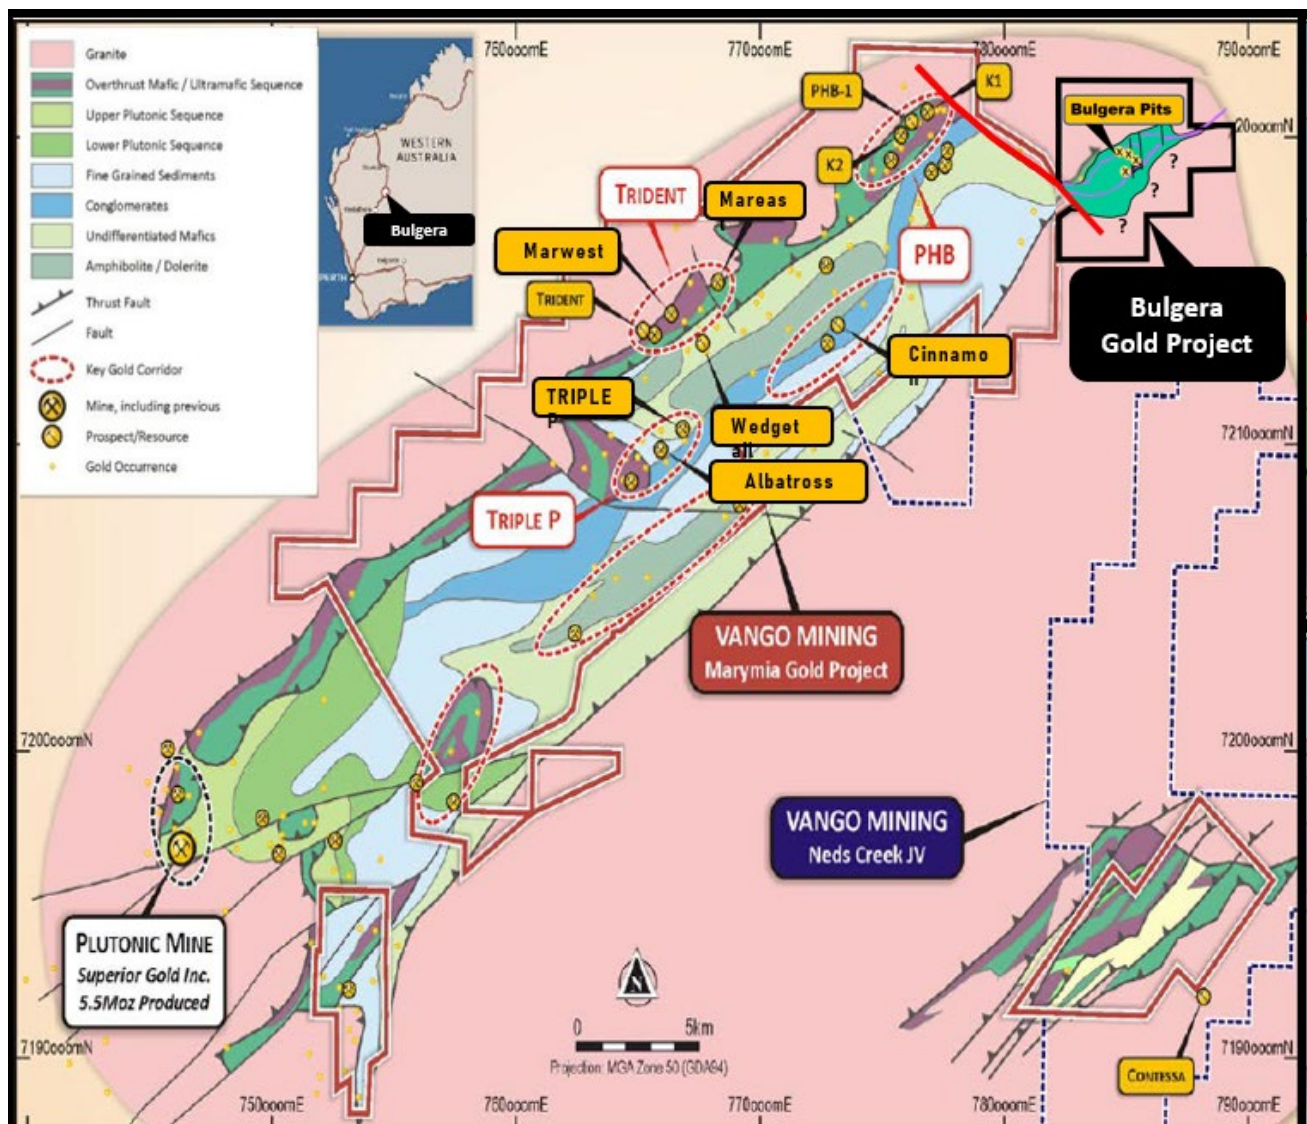 760000mE
770000mE
780000mE
790000mE
Granite
Overthrust Mafic / Ultramafic Sequence
Upper Plutonic Sequence
Lower Plutonic Sequence
Fine Grained Sediments
Conglomerates
Undifferentiated Mafics
Amphibolite / Dolerite
Thrust Fault
Fault
Key Gold Corridor
Mine, including previous
Prospect/Resource
Gold Occurrence
WESTERN
AUSTRALIA
PERTH
Bulgera
PHB-1
K1
K2
Bulgera Pits
20000mN
?
?
?
TRIDENT
Mareas
Marwest
TRIDENT
PHB
Bulgera
Gold Project
Cinnamo
n
TRIPLE
P
Wedget
ail
Albatross
7210000mN
TRIPLE P
VANGO MINING
Marymia Gold Project
7200000mN
7200000mN
VANGO MINING
Neds Creek JV
PLUTONIC MINE
Superior Gold Inc.
5.5Moz Produced
N
0 5km
Projection: MGA Zone 50 (GDA94)
CONTESSA
7190000mN
7190000mN
750000mE
760000mE
770000mE
780000mE
790000mE